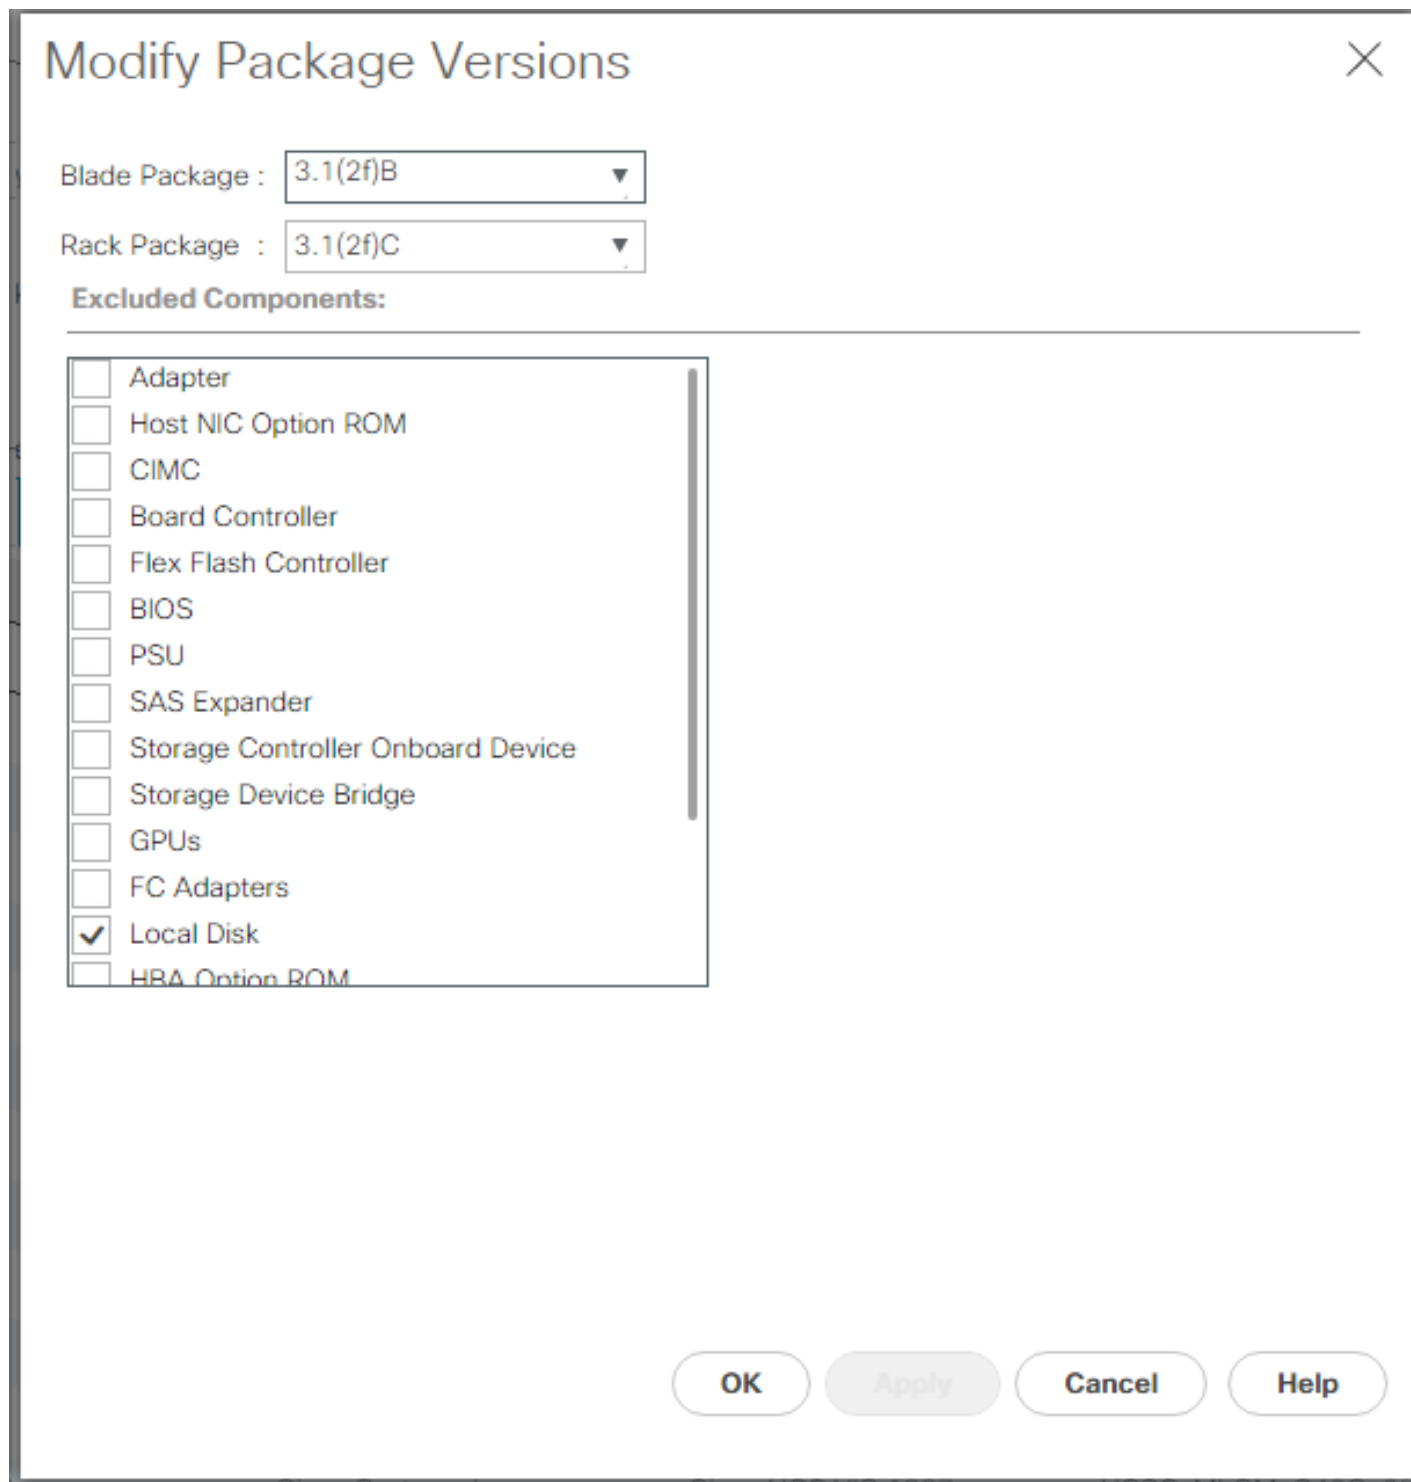 Modify Package Versions
Blade Package : 3.1(2f)B
Rack Package : 3.1(2f)C
Excluded Components:
Adapter
Host NIC Option ROM
CIMC
Board Controller
Flex Flash Controller
BIOS
PSU
SAS Expander
Storage Controller Onboard Device
Storage Device Bridge
GPUs
FC Adapters
Local Disk
HBA Option ROM
OK Apply Cancel Help